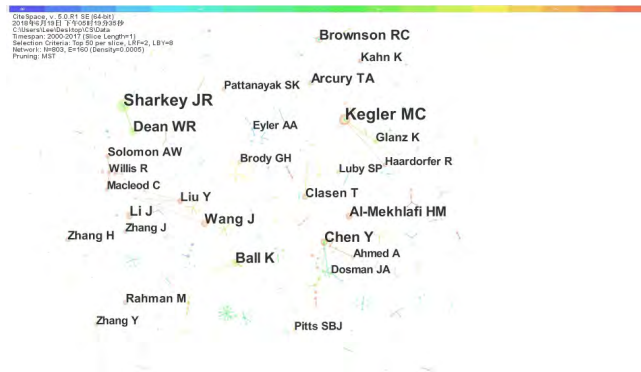 CiteSpace, v. 5.0.R1 SE (64-bit)
2018年6月19日 下午05时19分35秒
C:\Users\Lee\Desktop\CS\Data
Timespan: 2000-2017 (Slice Length=1)
Selection Criteria: Top 50 per slice, LRF=2, LBY=8
Network: N=803, E=160 (Density=0.0005)
Pruning: MST
Brownson RC
Kahn K
Arcury TA
Pattanayak SK
Sharkey JR
Kegler MC
Dean WR
Eyler AA
Glanz K
Solomon AW
Brody GH
Haardorfer R
Willis R
Luby SP
Macleod C
Liu Y
Clasen T
Li J
Wang J
Al-Mekhlafi HM
Zhang J
Zhang H
Chen Y
Ball K
Ahmed A
Dosman JA
Rahman M
Zhang Y
Pitts SBJ